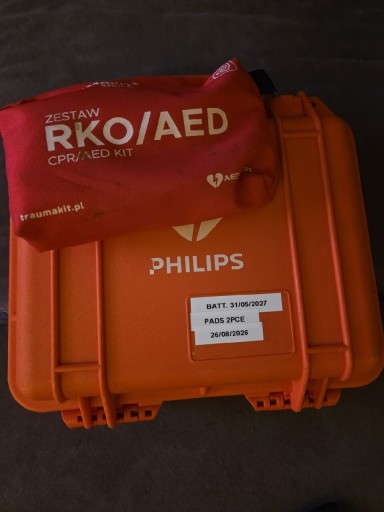 ZESTAW
RKO/AED
CPR/AED KIT
AED
traumakit.pl
PHILIPS
BATT. 31/05/2027
PADS 2PCE
26/08/2026